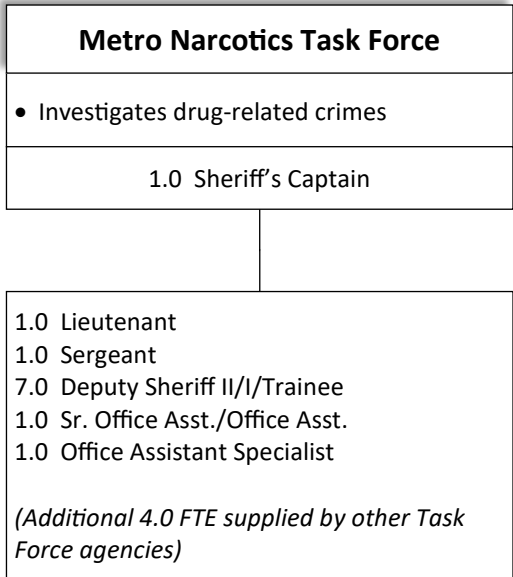 Metro Narcotics Task Force
• Investigates drug-related crimes
1.0 Sheriff’s Captain
1.0 Lieutenant
1.0 Sergeant
7.0 Deputy Sheriff II/I/Trainee
1.0 Sr. Office Asst./Office Asst.
1.0 Office Assistant Specialist
(Additional 4.0 FTE supplied by other Task
Force agencies)